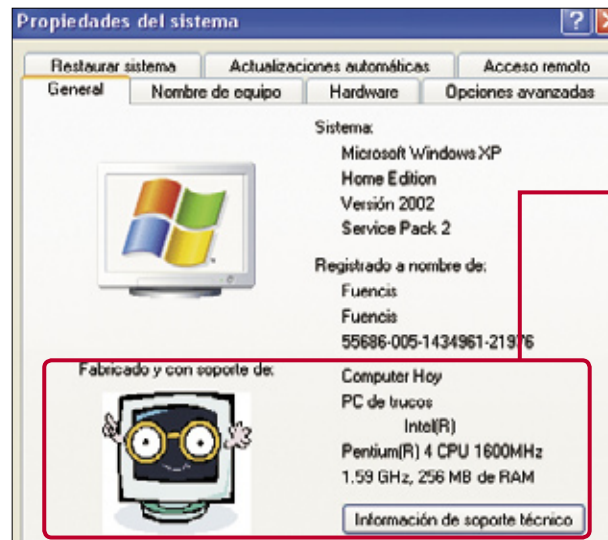 Propiedades del sistema
Restaurar sistema
Actualizaciones automáticas
Acceso remoto
General
Nombre de equipo
Hardware
Opciones avanzadas
Sistema:
Microsoft Windows XP
Home Edition
Versión 2002
Service Pack 2
Registrado a nombre de:
Fuencis
Fuencis
55686-005-1434961-21976
Fabricado y con soporte de:
Computer Hoy
PC de trucos
Intel(R)
Pentium(R) 4 CPU 1600MHz
1.59 GHz, 256 MB de RAM
Información de soporte técnico